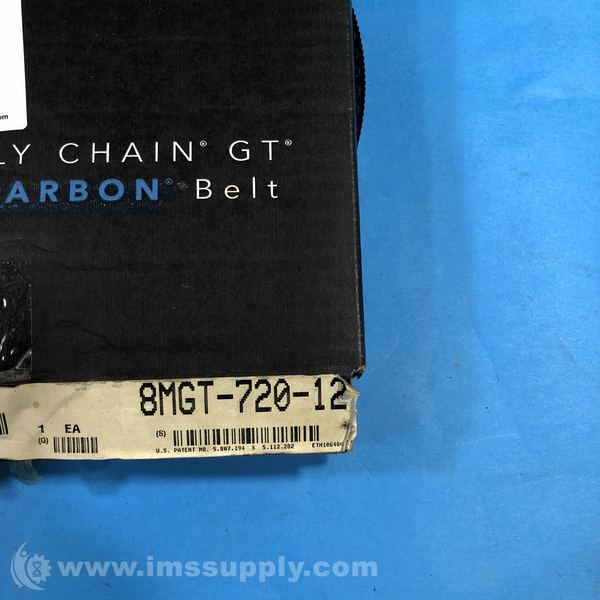 om
LY CHAIN® GT®
ARBON® Belt
8MGT-720-12
1 EA
(Q)
(S)
U.S. PATENT NO. 5,807,194 & 5,112,282
www.imssupply.com